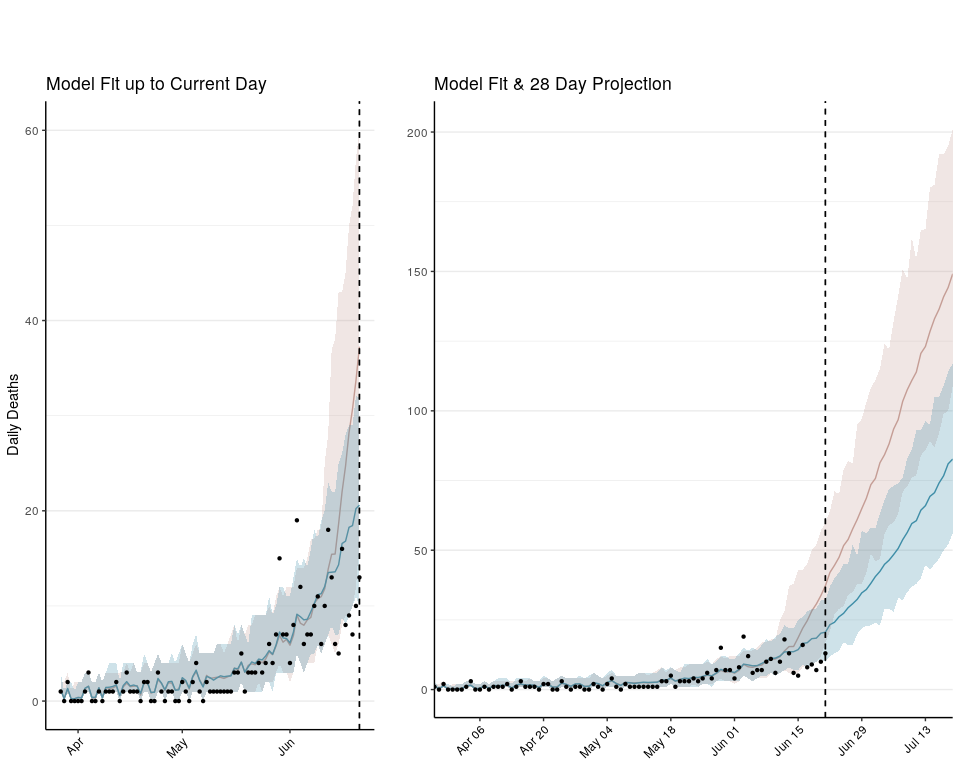 Model Fit up to Current Day
Model Fit & 28 Day Projection
Daily Deaths
60
40
20
0
Apr
May
Jun
200
150
100
50
0
Apr 06
Apr 20
May 04
May 18
Jun 01
Jun 15
Jun 29
Jul 13